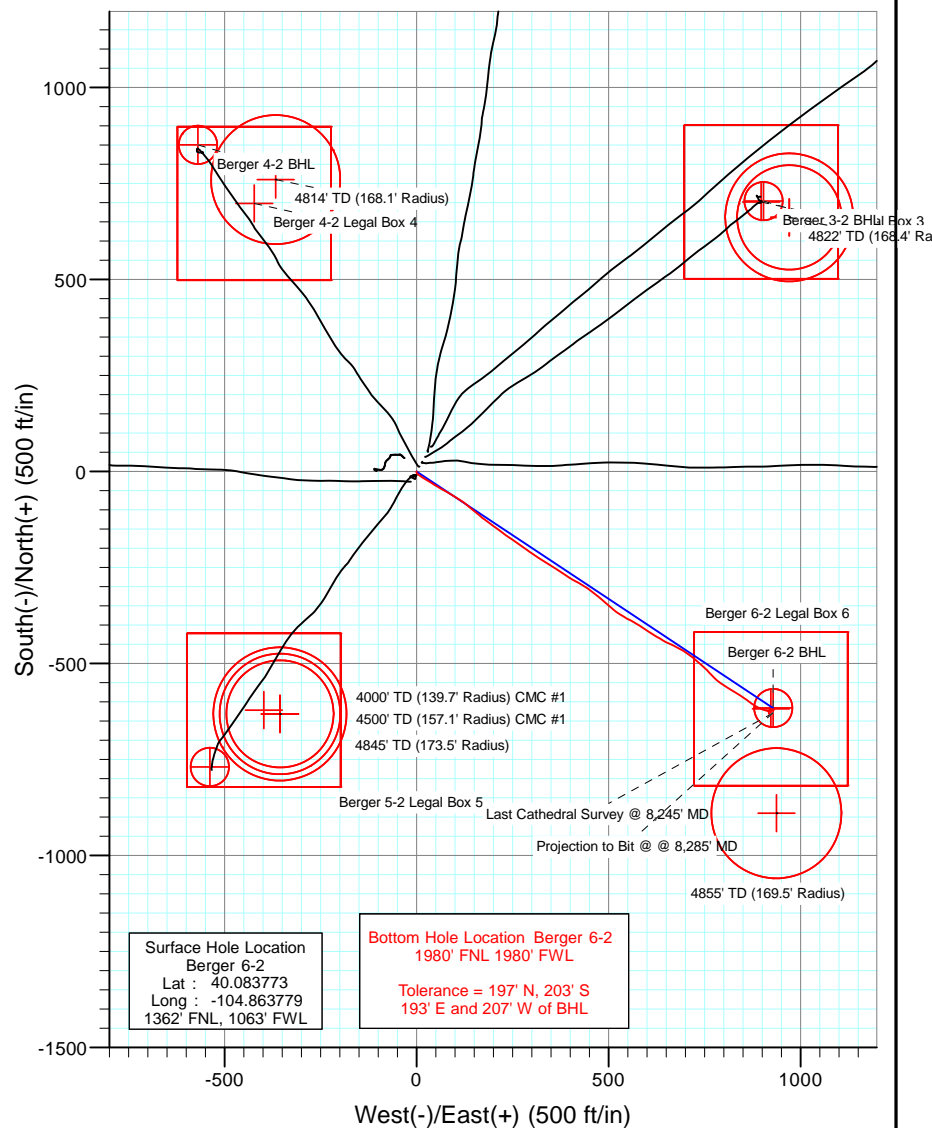 1000
500
0
-500
-1000
-1500
South(-)/North(+) (500 ft/in)
Berger 4-2 BHL
4814' TD (168.1' Radius)
Berger 4-2 Legal Box 4
Berger 3-2 BHL
Box 3
4822' TD (168.4' Ra
Berger 6-2 Legal Box 6
Berger 6-2 BHL
4000' TD (139.7' Radius) CMC #1
4500' TD (157.1' Radius) CMC #1
4845' TD (173.5' Radius)
Berger 5-2 Legal Box 5
Last Cathedral Survey @ 8,245' MD
Projection to Bit @ @ 8,285' MD
4855' TD (169.5' Radius)
Surface Hole Location
Berger 6-2
Lat : 40.083773
Long : -104.863779
1362' FNL, 1063' FWL
Bottom Hole Location Berger 6-2
1980' FNL 1980' FWL
Tolerance = 197' N, 203' S
193' E and 207' W of BHL
-500
0
500
1000
West(-)/East(+) (500 ft/in)